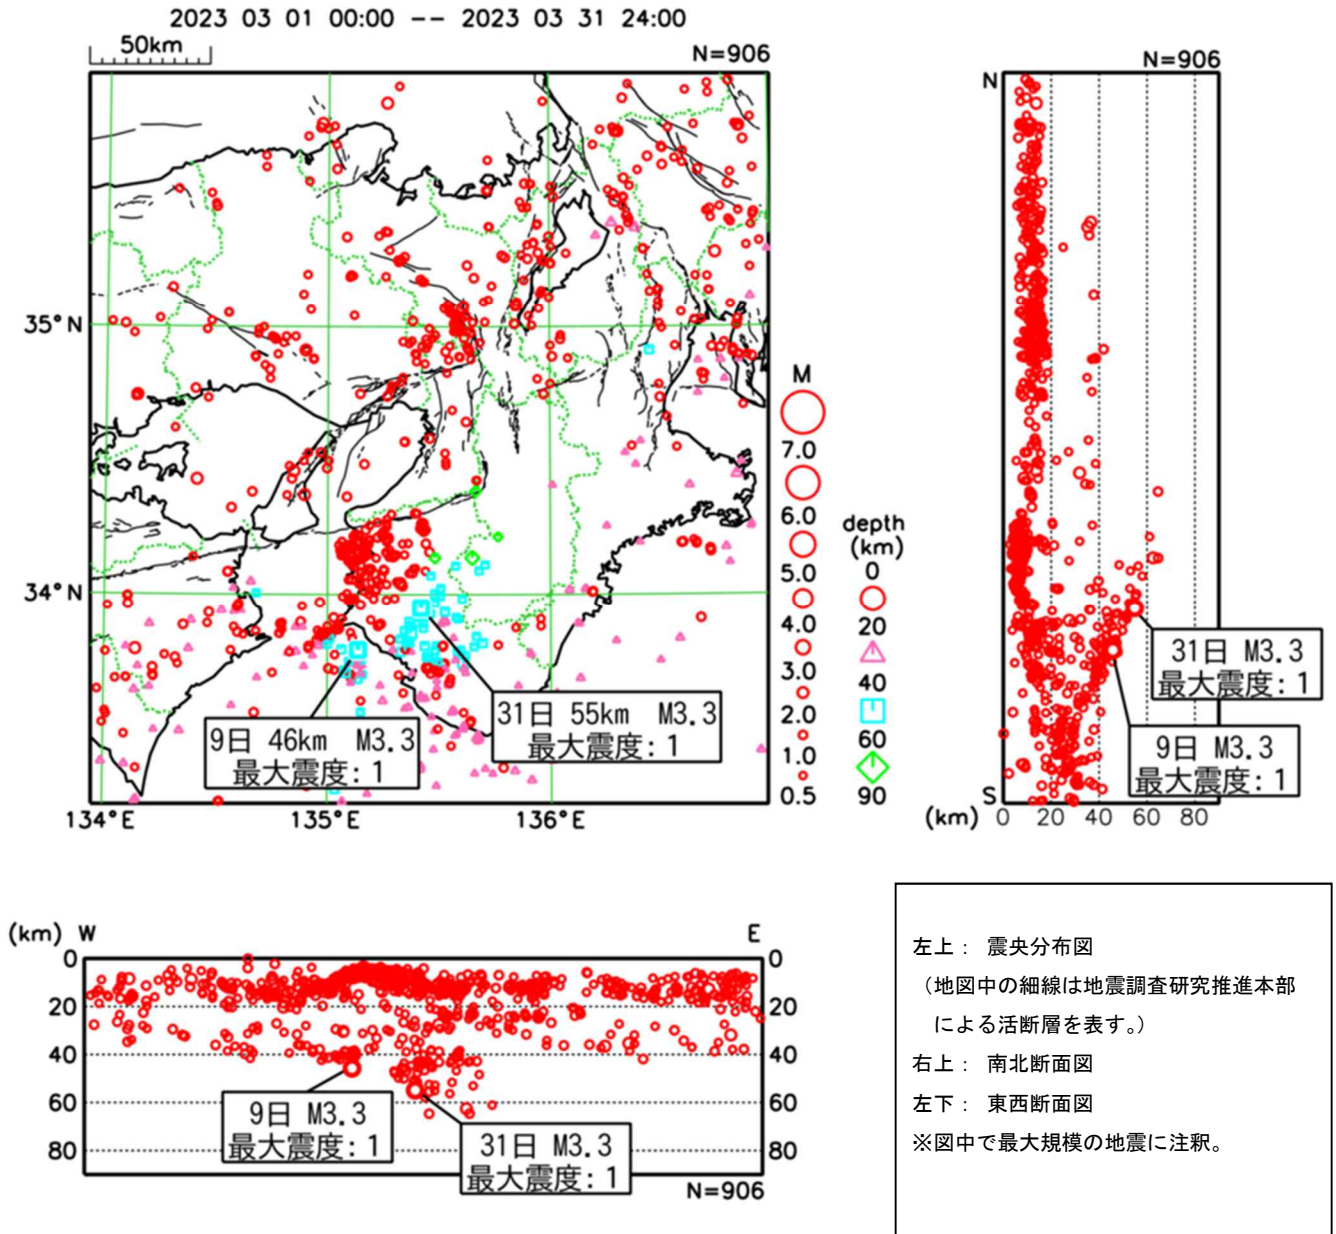 2023 03 01 00:00 -- 2023 03 31 24:00
50km
N=906
35°N
34°N
134°E
135°E
136°E
9日 46km M3.3
最大震度:1
31日 55km M3.3
最大震度:1
M
7.0
6.0
5.0
4.0
3.0
2.0
1.0
0.5
depth
(km)
0
20
40
60
90
N=906
N
S
(km)
0
20
40
60
80
31日 M3.3
最大震度:1
9日 M3.3
最大震度:1
(km)
W
E
0
20
40
60
80
0
20
40
60
80
9日 M3.3
最大震度:1
31日 M3.3
最大震度:1
N=906
左上: 震央分布図
(地図中の細線は地震調査研究推進本部
による活断層を表す。)
右上: 南北断面図
左下: 東西断面図
※図中で最大規模の地震に注釈。